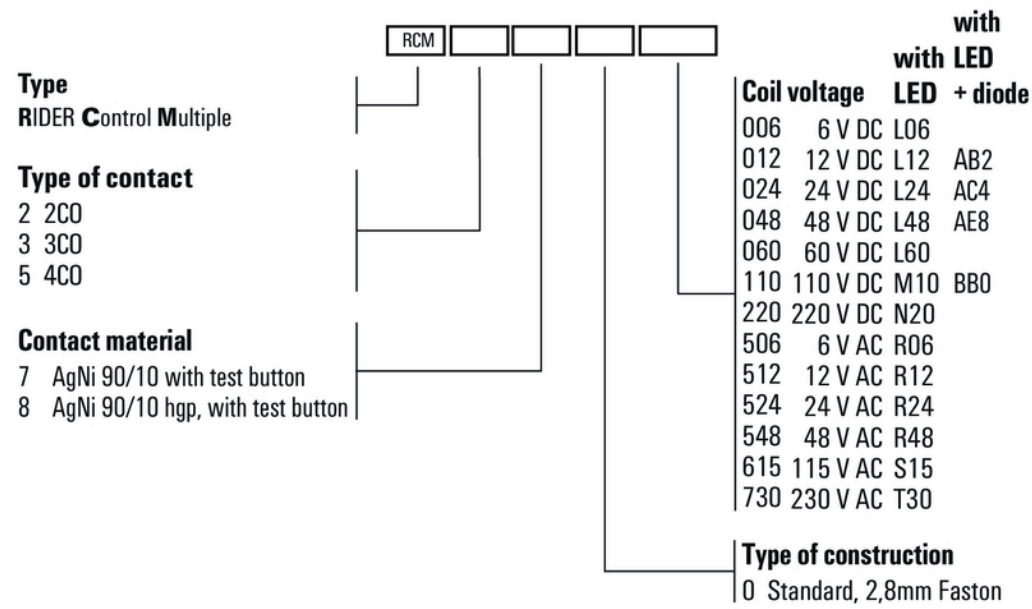 RCM
Type
RIDER Control Multiple
Type of contact
2 2CO
3 3CO
5 4CO
Contact material
7 AgNi 90/10 with test button
8 AgNi 90/10 hgp, with test button
with
with LED
Coil voltage LED + diode
006 6 V DC L06
012 12 V DC L12 AB2
024 24 V DC L24 AC4
048 48 V DC L48 AE8
060 60 V DC L60
110 110 V DC M10 BB0
220 220 V DC N20
506 6 V AC R06
512 12 V AC R12
524 24 V AC R24
548 48 V AC R48
615 115 V AC S15
730 230 V AC T30
Type of construction
0 Standard, 2,8mm Faston